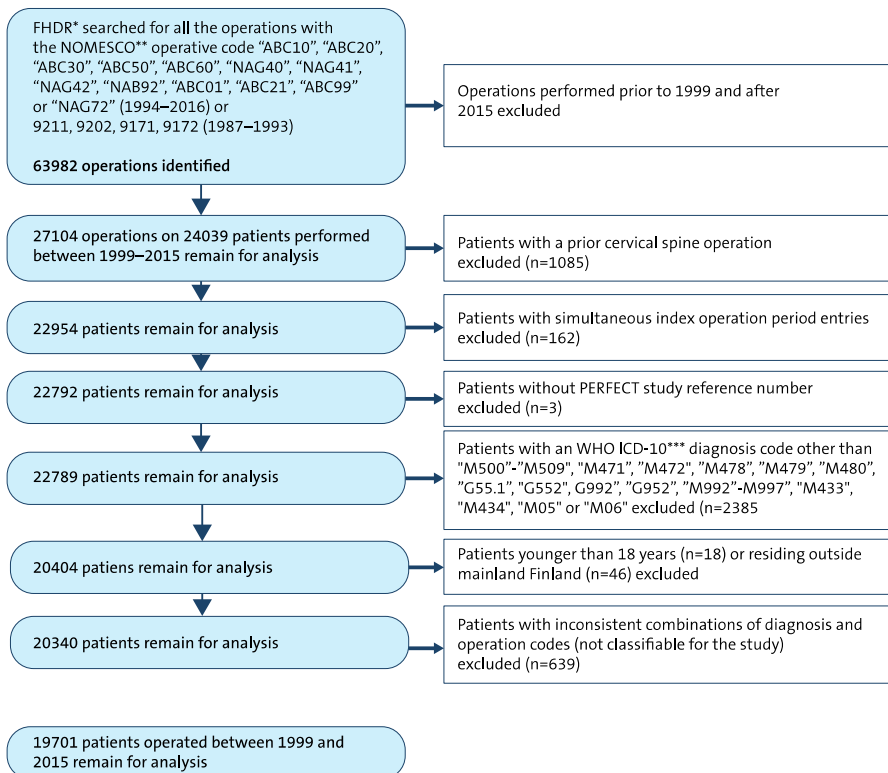 FHDR* searched for all the operations with
the NOMESCO** operative code “ABC10”, “ABC20”,
“ABC30”, “ABC50”, “ABC60”, “NAG40”, “NAG41”,
“NAG42”, “NAB92”, “ABC01”, “ABC21”, “ABC99”
or “NAG72” (1994–2016) or
9211, 9202, 9171, 9172 (1987–1993)
63982 operations identified
Operations performed prior to 1999 and after
2015 excluded
27104 operations on 24039 patients performed
between 1999–2015 remain for analysis
Patients with a prior cervical spine operation
excluded (n=1085)
22954 patients remain for analysis
Patients with simultaneous index operation period entries
excluded (n=162)
22792 patients remain for analysis
Patients without PERFECT study reference number
excluded (n=3)
22789 patients remain for analysis
Patients with an WHO ICD-10*** diagnosis code other than
"M500”-”M509", "M471”, "M472”, ”M478”, ”M479”, ”M480”,
”G55.1”, "G552", G992”, ”G952”, ”M992”-M997”, "M433",
"M434", "M05" or "M06" excluded (n=2385
20404 patiens remain for analysis
Patients younger than 18 years (n=18) or residing outside
mainland Finland (n=46) excluded
20340 patients remain for analysis
Patients with inconsistent combinations of diagnosis and
operation codes (not classifiable for the study)
excluded (n=639)
19701 patients operated between 1999 and
2015 remain for analysis